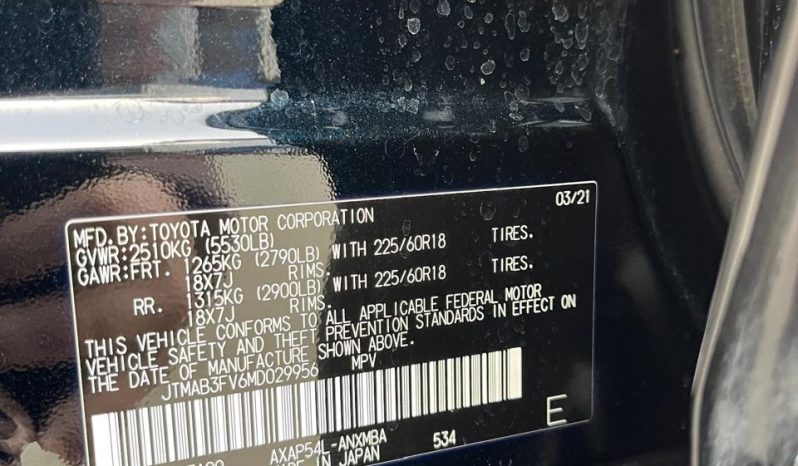 03/21
MFD.BY:TOYOTA MOTOR CORPORATION
GVWR:2510KG (5530LB)
GAWR:FRT. 1265KG (2790LB) WITH 225/60R18 TIRES.
18X7J RIMS.
RR. 1315KG (2900LB) WITH 225/60R18 TIRES.
18X7J RIMS.
THIS VEHICLE CONFORMS TO ALL APPLICABLE FEDERAL MOTOR
VEHICLE SAFETY AND THEFT PREVENTION STANDARDS IN EFFECT ON
THE DATE OF MANUFACTURE SHOWN ABOVE.
JTMAB3FV6MD029956 MPV
E
AXAP54L-ANXMBA 534
IN JAPAN